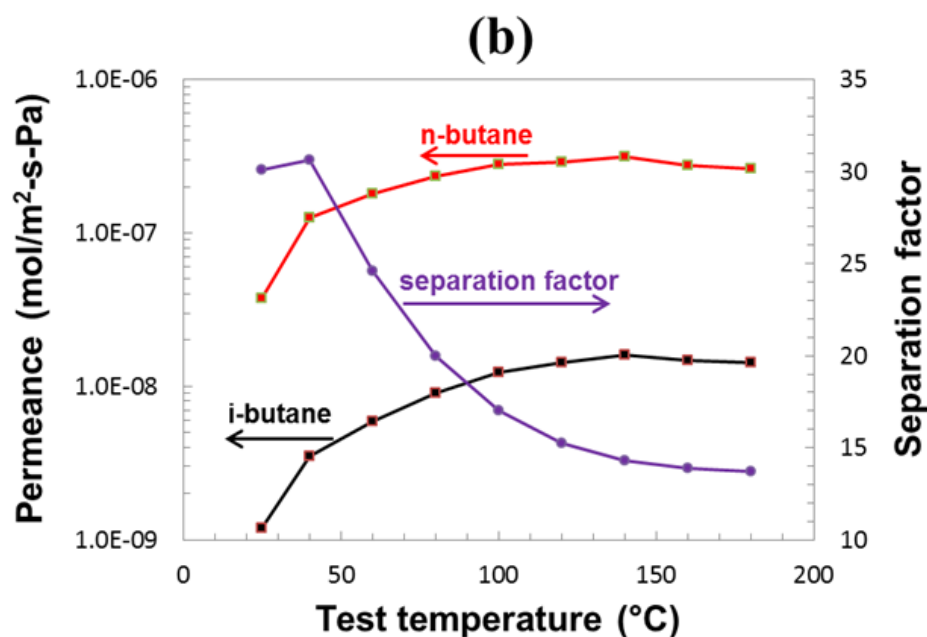 (b)
Permeance (mol/m²-s-Pa)
1.0E-06
1.0E-07
1.0E-08
1.0E-09
n-butane
separation factor
i-butane
35
30
25
20
15
10
Separation factor
0
50
100
150
200
Test temperature (°C)